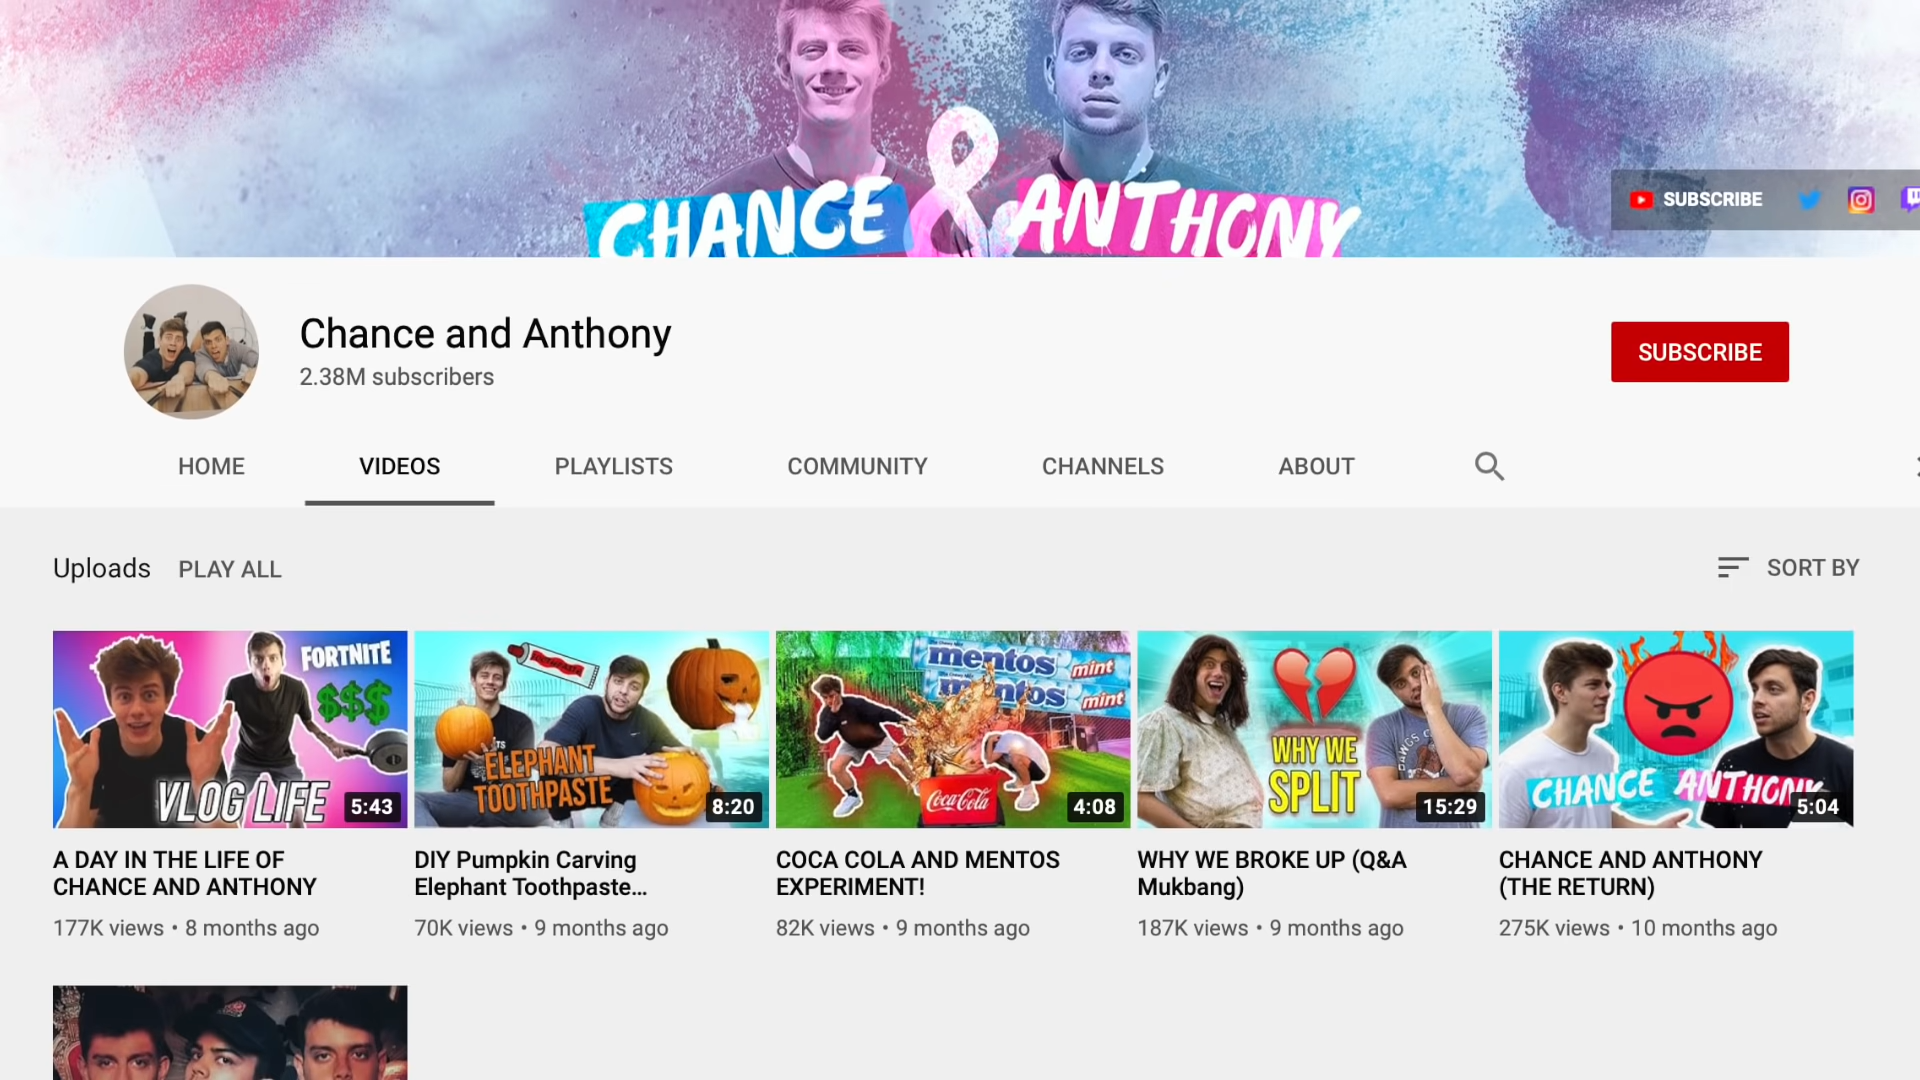 CHANCE & ANTHONY
SUBSCRIBE
Chance and Anthony
2.38M subscribers
SUBSCRIBE
HOME
VIDEOS
PLAYLISTS
COMMUNITY
CHANNELS
ABOUT
Uploads
PLAY ALL
SORT BY
FORTNITE
$$$
VLOG LIFE
5:43
ELEPHANT
TOOTHPASTE
8:20
mentos mint
mentos mint
Coca-Cola
4:08
WHY WE
SPLIT
15:29
CHANCE ANTHONY
5:04
A DAY IN THE LIFE OF
CHANCE AND ANTHONY
177K views • 8 months ago
DIY Pumpkin Carving
Elephant Toothpaste...
70K views • 9 months ago
COCA COLA AND MENTOS
EXPERIMENT!
82K views • 9 months ago
WHY WE BROKE UP (Q&A
Mukbang)
187K views • 9 months ago
CHANCE AND ANTHONY
(THE RETURN)
275K views • 10 months ago